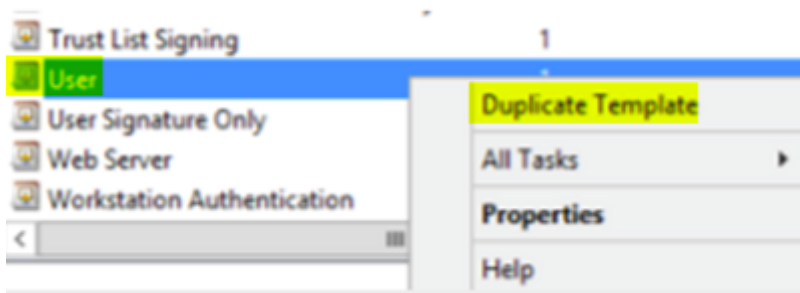 Trust List Signing 1
User
Duplicate Template
User Signature Only
All Tasks
Web Server
Workstation Authentication
Properties
Help